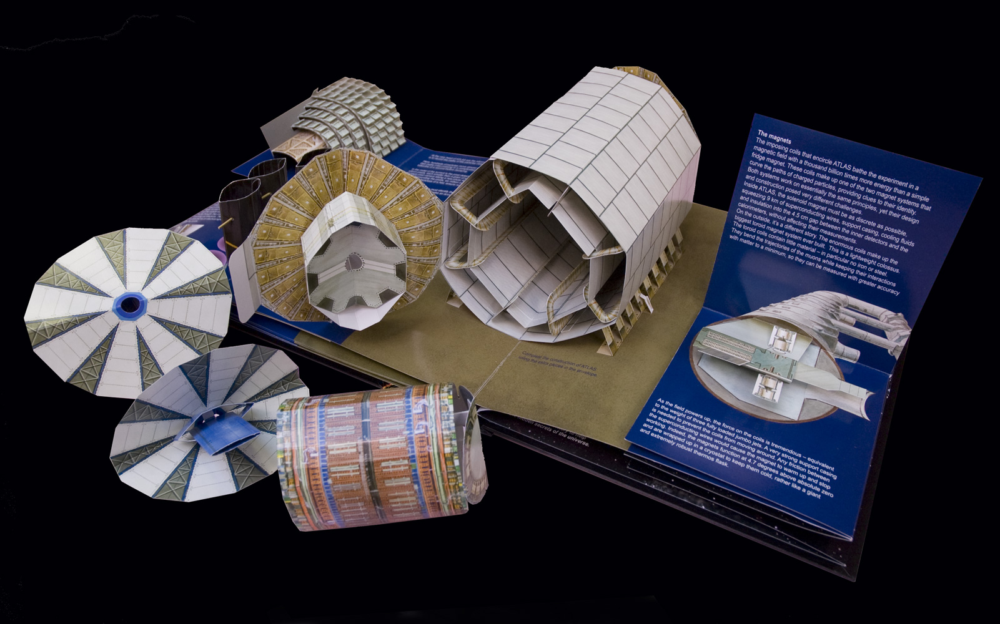 The magnets
The imposing coils that encircle ATLAS bathe the experiment in a
magnetic field with a thousand billion times more energy than a simple
fridge magnet. These coils make up one of the two magnet systems that
curve the paths of charged particles, providing clues to their identity.
Both systems work on essentially the same principles, yet their design
and construction posed very different challenges.
Inside ATLAS, the solenoid magnet must be as discrete as possible,
squeezing 9 km of superconducting wires, support casing, cooling fluids
and insulation into the 4.5 cm gap between the inner detectors and the
calorimeters, without affecting their measurements.
On the outside, it's a different story. The enormous coils make up the
biggest toroid magnet system ever built. This is a lightweight colossus.
The toroid coils contain little material – in particular no iron or steel.
They bend the trajectories of the muons while keeping their interactions
with matter to a minimum, so they can be measured with greater accuracy
Complete the construction of ATLAS
using the extra pieces in the envelope.
secrets of the universe.
As the field powers up, the force on the coils is tremendous – equivalent
to the weight of three fully loaded jumbo jets. A very strong support casing
is needed to prevent the coils from moving around. Any friction between
the superconducting wires would cause the magnet to warm up and stop
working. Indeed, the magnets function at 4.7 degrees above absolute zero
and are wrapped up in a cryostat to keep them cold, rather like a giant
and extremely robust thermos flask.